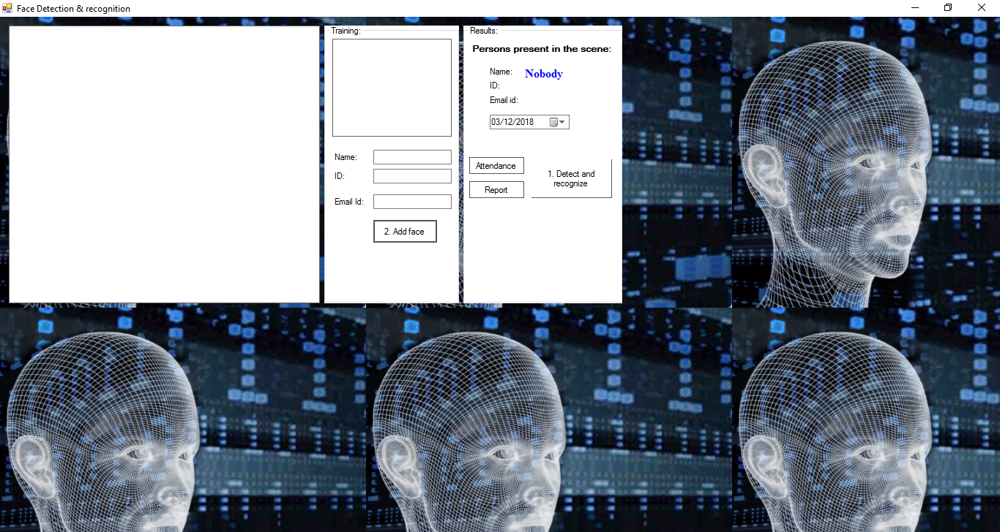 Face Detection & recognition
Training:
Name:
ID:
Email Id:
2. Add face
Results:
Persons present in the scene:
Name: Nobody
ID:
Email id:
03/12/2018
Attendance
Report
1. Detect and
recognize